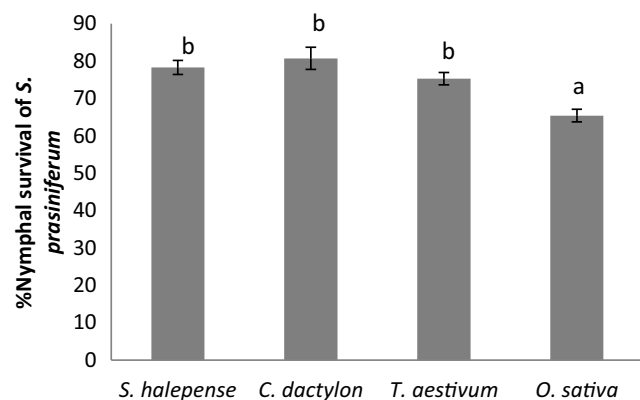 %Nymphal survival of S.
prasiniferum
90
80
70
60
50
40
30
20
10
0
b
b
b
a
S. halepense C. dactylon T. aestivum O. sativa